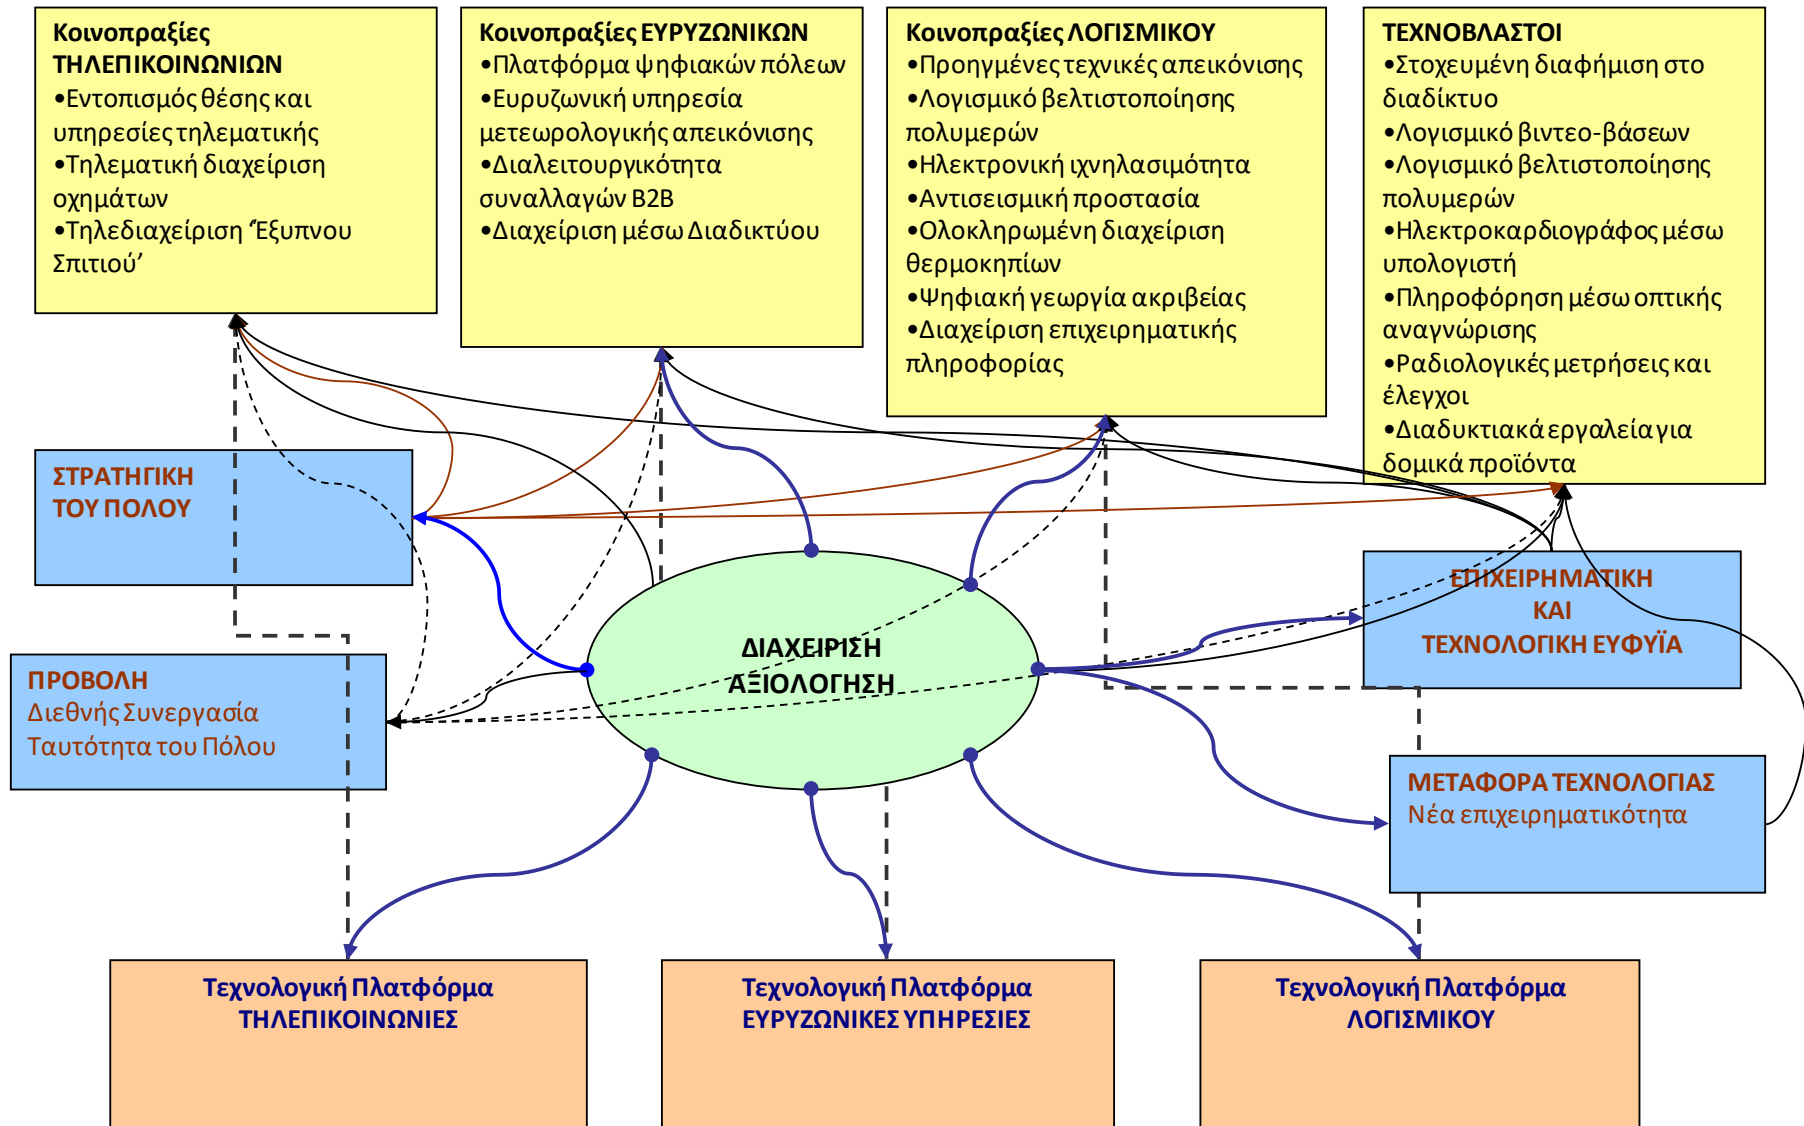 Κοινοπραξίες
ΤΗΛΕΠΙΚΟΙΝΩΝΙΩΝ
•Εντοπισμός θέσης και
υπηρεσίες τηλεματικής
•Τηλεματική διαχείριση
οχημάτων
•Τηλεδιαχείριση ‘Έξυπνου
Σπιτιού’
Κοινοπραξίες ΕΥΡΥΖΩΝΙΚΩΝ
•Πλατφόρμα ψηφιακών πόλεων
•Ευρυζωνική υπηρεσία
μετεωρολογικής απεικόνισης
•Διαλειτουργικότητα
συναλλαγών B2B
•Διαχείριση μέσω Διαδικτύου
Κοινοπραξίες ΛΟΓΙΣΜΙΚΟΥ
•Προηγμένες τεχνικές απεικόνισης
•Λογισμικό βελτιστοποίησης
πολυμερών
•Ηλεκτρονική ιχνηλασιμότητα
•Αντισεισμική προστασία
•Ολοκληρωμένη διαχείριση
θερμοκηπίων
•Ψηφιακή γεωργία ακριβείας
•Διαχείριση επιχειρηματικής
πληροφορίας
ΤΕΧΝΟΒΛΑΣΤΟΙ
•Στοχευμένη διαφήμιση στο
διαδίκτυο
•Λογισμικό βιντεο-βάσεων
•Λογισμικό βελτιστοποίησης
πολυμερών
•Ηλεκτροκαρδιογράφος μέσω
υπολογιστή
•Πληροφόρηση μέσω οπτικής
αναγνώρισης
•Ραδιολογικές μετρήσεις και
έλεγχοι
•Διαδυκτιακά εργαλεία για
δομικά προϊόντα
ΣΤΡΑΤΗΓΙΚΗ
ΤΟΥ ΠΟΛΟΥ
ΠΡΟΒΟΛΗ
Διεθνής Συνεργασία
Ταυτότητα του Πόλου
ΔΙΑΧΕΙΡΙΣΗ
ΑΞΙΟΛΟΓΗΣΗ
ΕΠΙΧΕΙΡΗΜΑΤΙΚΗ
ΚΑΙ
ΤΕΧΝΟΛΟΓΙΚΗ ΕΥΦΥΪΑ
ΜΕΤΑΦΟΡΑ ΤΕΧΝΟΛΟΓΙΑΣ
Νέα επιχειρηματικότητα
Τεχνολογική Πλατφόρμα
ΤΗΛΕΠΙΚΟΙΝΩΝΙΕΣ
Τεχνολογική Πλατφόρμα
ΕΥΡΥΖΩΝΙΚΕΣ ΥΠΗΡΕΣΙΕΣ
Τεχνολογική Πλατφόρμα
ΛΟΓΙΣΜΙΚΟΥ